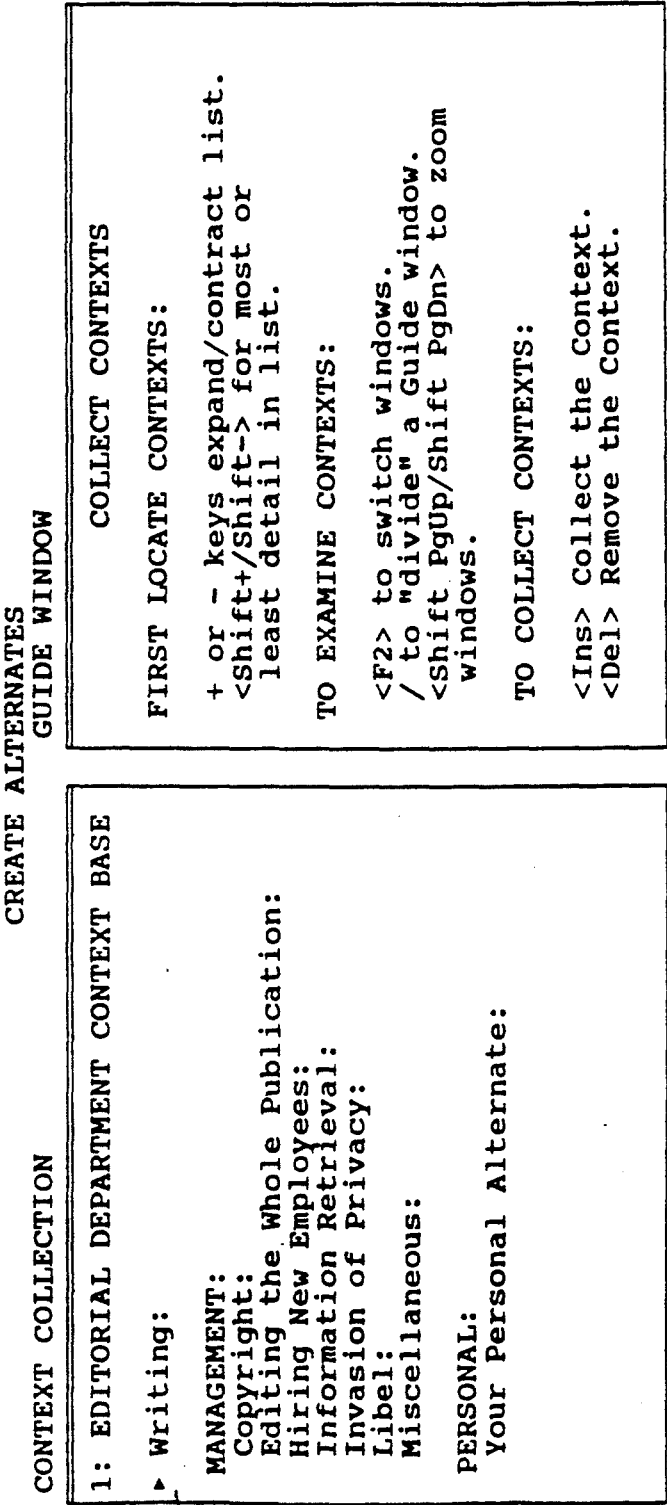 CREATE ALTERNATES
CONTEXT COLLECTION
GUIDE WINDOW
1: EDITORIAL DEPARTMENT CONTEXT BASE
▸ Writing:
MANAGEMENT:
Copyright:
Editing the Whole Publication:
Hiring New Employees:
Information Retrieval:
Invasion of Privacy:
Libel:
Miscellaneous:
PERSONAL:
Your Personal Alternate:
COLLECT CONTEXTS
FIRST LOCATE CONTEXTS:
+ or - keys expand/contract list.
<Shift+/Shift-> for most or
least detail in list.
TO EXAMINE CONTEXTS:
<F2> to switch windows.
/ to "divide" a Guide window.
<Shift PgUp/Shift PgDn> to zoom
windows.
TO COLLECT CONTEXTS:
<Ins> Collect the Context.
<Del> Remove the Context.